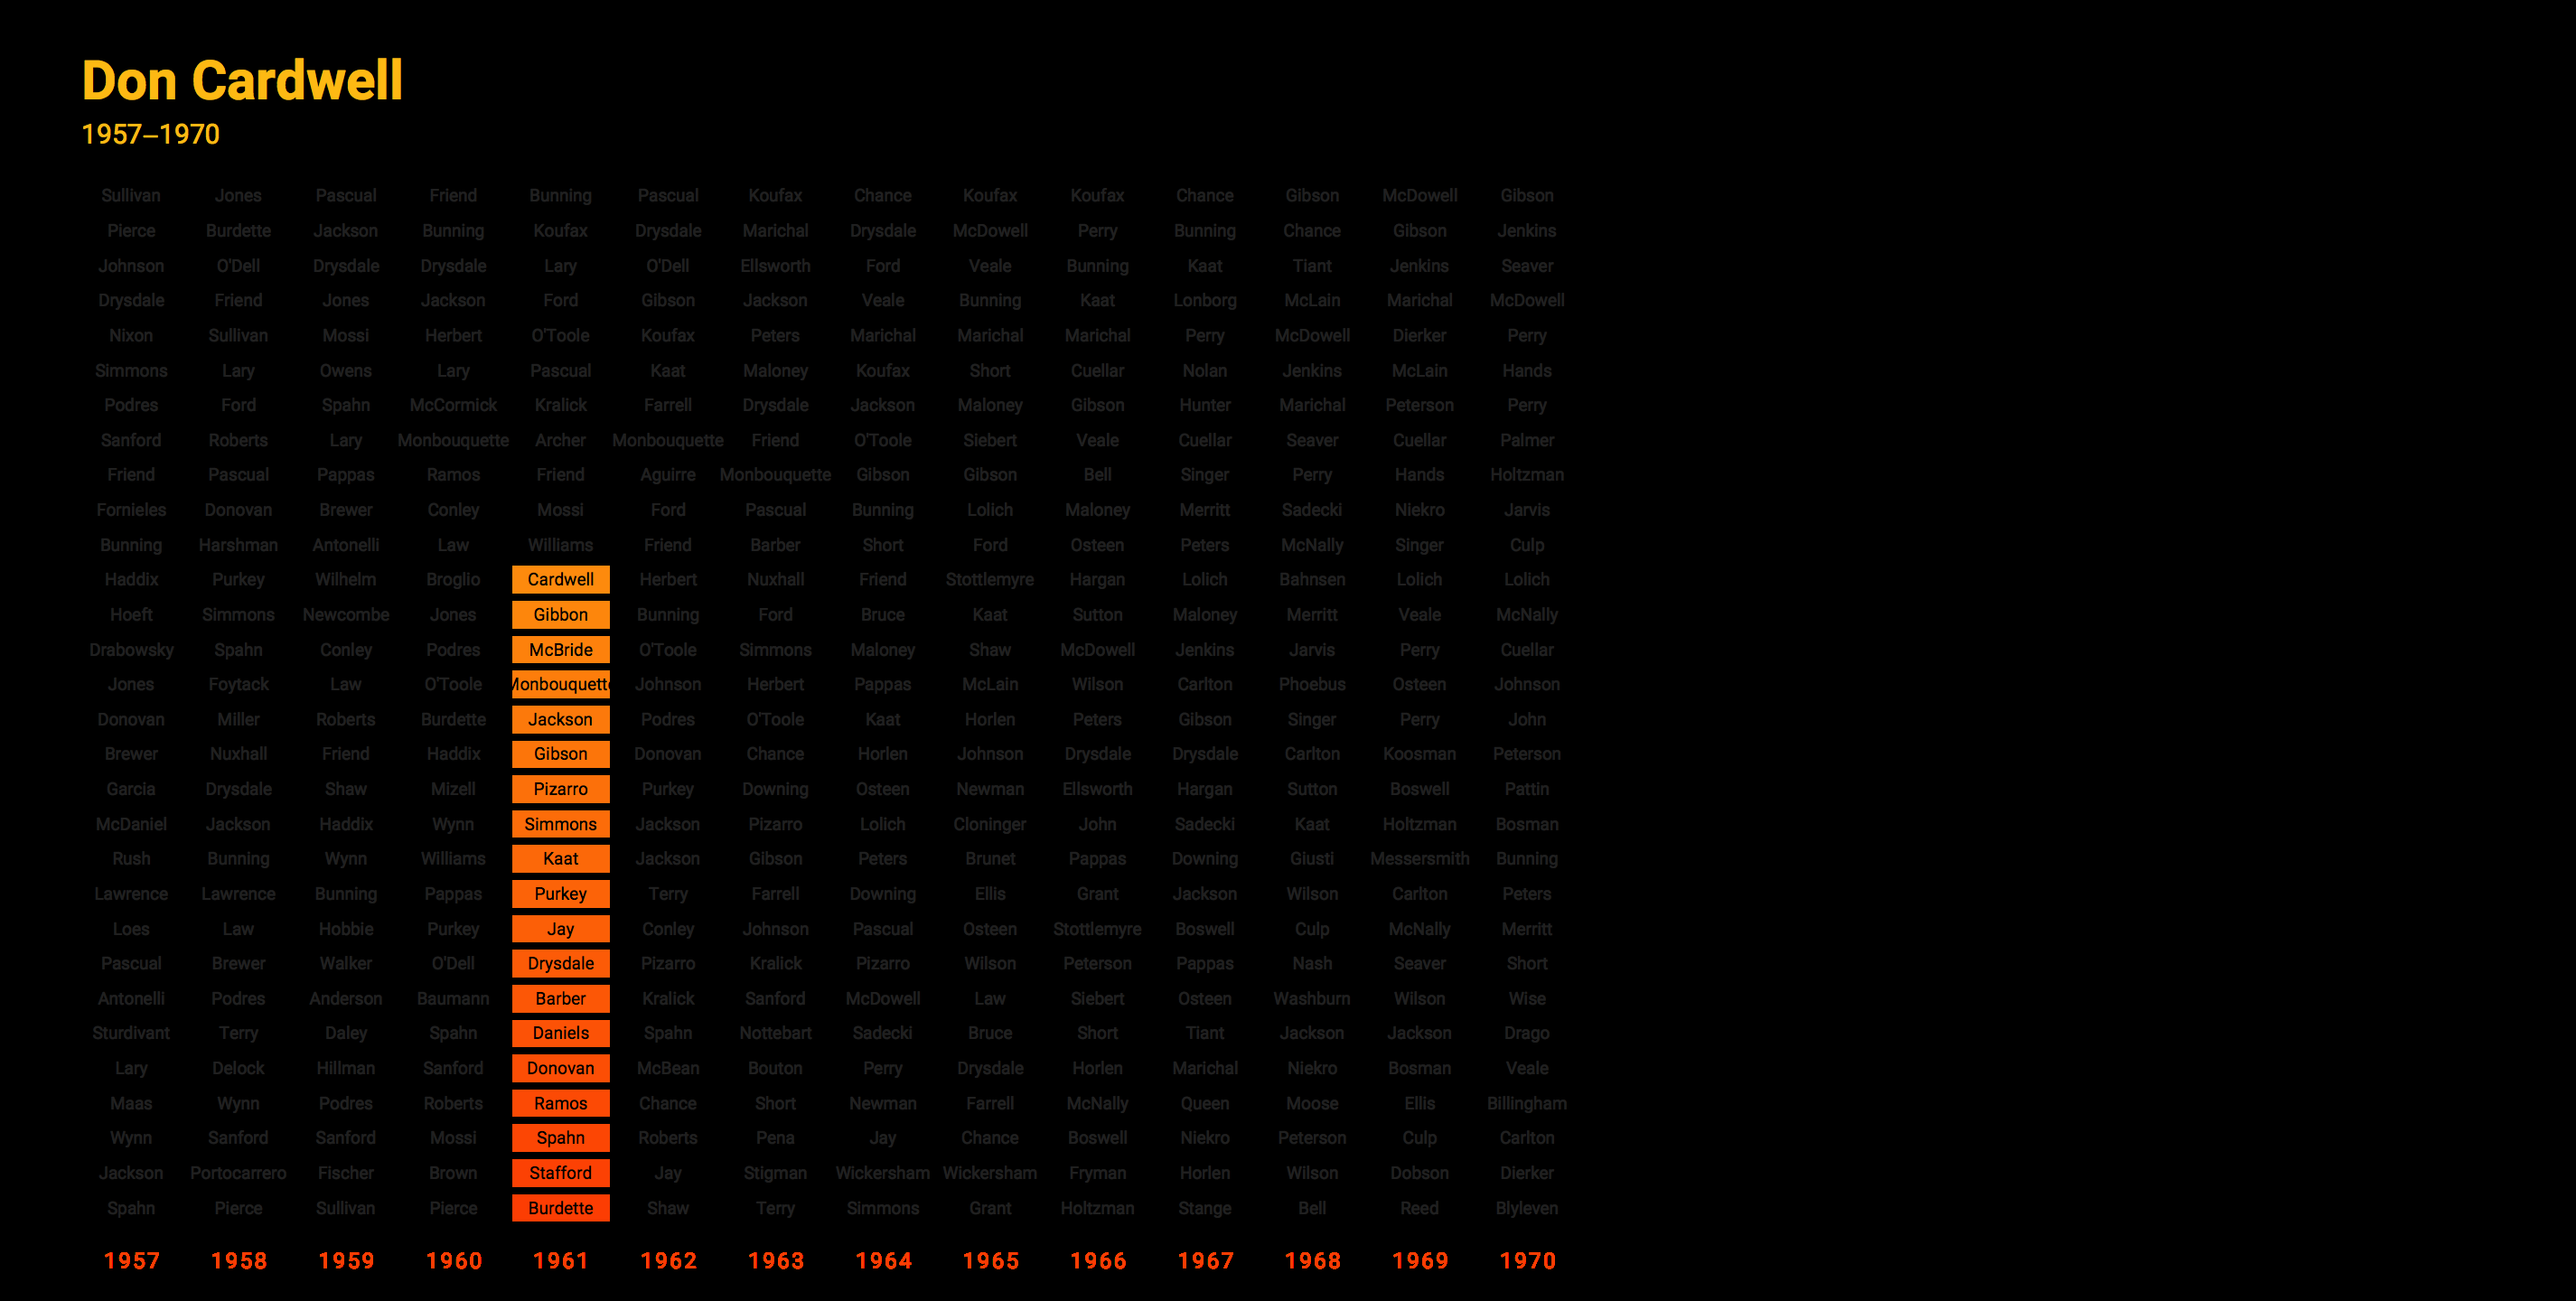 Don Cardwell
1957–1970
Sullivan Jones Pascual Friend Bunning Pascual Koufax Chance Koufax Koufax Chance Gibson McDowell Gibson
Pierce Burdette Jackson Bunning Koufax Drysdale Marichal Drysdale McDowell Perry Bunning Chance Gibson Jenkins
Johnson O'Dell Drysdale Drysdale Lary O'Dell Ellsworth Ford Veale Bunning Kaat Tiant Jenkins Seaver
Drysdale Friend Jones Jackson Ford Gibson Jackson Veale Bunning Kaat Lonborg McLain Marichal McDowell
Nixon Sullivan Mossi Herbert O'Toole Koufax Peters Marichal Marichal Marichal Perry McDowell Dierker Perry
Simmons Lary Owens Lary Pascual Kaat Maloney Koufax Short Cuellar Nolan Jenkins McLain Hands
Podres Ford Spahn McCormick Kralick Farrell Drysdale Jackson Maloney Gibson Hunter Marichal Peterson Perry
Sanford Roberts Lary Monbouquette Archer Monbouquette Friend O'Toole Siebert Veale Cuellar Seaver Cuellar Palmer
Friend Pascual Pappas Ramos Friend Aguirre Monbouquette Gibson Gibson Bell Singer Perry Hands Holtzman
Fornieles Donovan Brewer Conley Mossi Ford Pascual Bunning Lolich Maloney Merritt Sadecki Niekro Jarvis
Bunning Harshman Antonelli Law Williams Friend Barber Short Ford Osteen Peters McNally Singer Culp
Haddix Purkey Wilhelm Broglio Cardwell Herbert Nuxhall Friend Stottlemyre Hargan Lolich Bahnsen Lolich Lolich
Hoeft Simmons Newcombe Jones Gibbon Bunning Ford Bruce Kaat Sutton Maloney Merritt Veale McNally
Drabowsky Spahn Conley Podres McBride O'Toole Simmons Maloney Shaw McDowell Jenkins Jarvis Perry Cuellar
Jones Foytack Law O'Toole Monbouquette Johnson Herbert Pappas McLain Wilson Carlton Phoebus Osteen Johnson
Donovan Miller Roberts Burdette Jackson Podres O'Toole Kaat Horlen Peters Gibson Singer Perry John
Brewer Nuxhall Friend Haddix Gibson Donovan Chance Horlen Johnson Drysdale Drysdale Carlton Koosman Peterson
Garcia Drysdale Shaw Mizell Pizarro Purkey Downing Osteen Newman Ellsworth Hargan Sutton Boswell Pattin
McDaniel Jackson Haddix Wynn Simmons Jackson Pizarro Lolich Cloninger John Sadecki Kaat Holtzman Bosman
Rush Bunning Wynn Williams Kaat Jackson Gibson Peters Brunet Pappas Downing Giusti Messersmith Bunning
Lawrence Lawrence Bunning Pappas Purkey Terry Farrell Downing Ellis Grant Jackson Wilson Carlton Peters
Loes Law Hobbie Purkey Jay Conley Johnson Pascual Osteen Stottlemyre Boswell Culp McNally Merritt
Pascual Brewer Walker O'Dell Drysdale Pizarro Kralick Pizarro Wilson Peterson Pappas Nash Seaver Short
Antonelli Podres Anderson Baumann Barber Kralick Sanford McDowell Law Siebert Osteen Washburn Wilson Wise
Sturdivant Terry Daley Spahn Daniels Spahn Nottebart Sadecki Bruce Short Tiant Jackson Jackson Drago
Lary Delock Hillman Sanford Donovan McBean Bouton Perry Drysdale Horlen Marichal Niekro Bosman Veale
Maas Wynn Podres Roberts Ramos Chance Short Newman Farrell McNally Queen Moose Ellis Billingham
Wynn Sanford Sanford Mossi Spahn Roberts Pena Jay Chance Boswell Niekro Peterson Culp Carlton
Jackson Portocarrero Fischer Brown Stafford Jay Stigman Wickersham Wickersham Fryman Horlen Wilson Dobson Dierker
Spahn Pierce Sullivan Pierce Burdette Shaw Terry Simmons Grant Holtzman Stange Bell Reed Blyleven
1957 1958 1959 1960 1961 1962 1963 1964 1965 1966 1967 1968 1969 1970